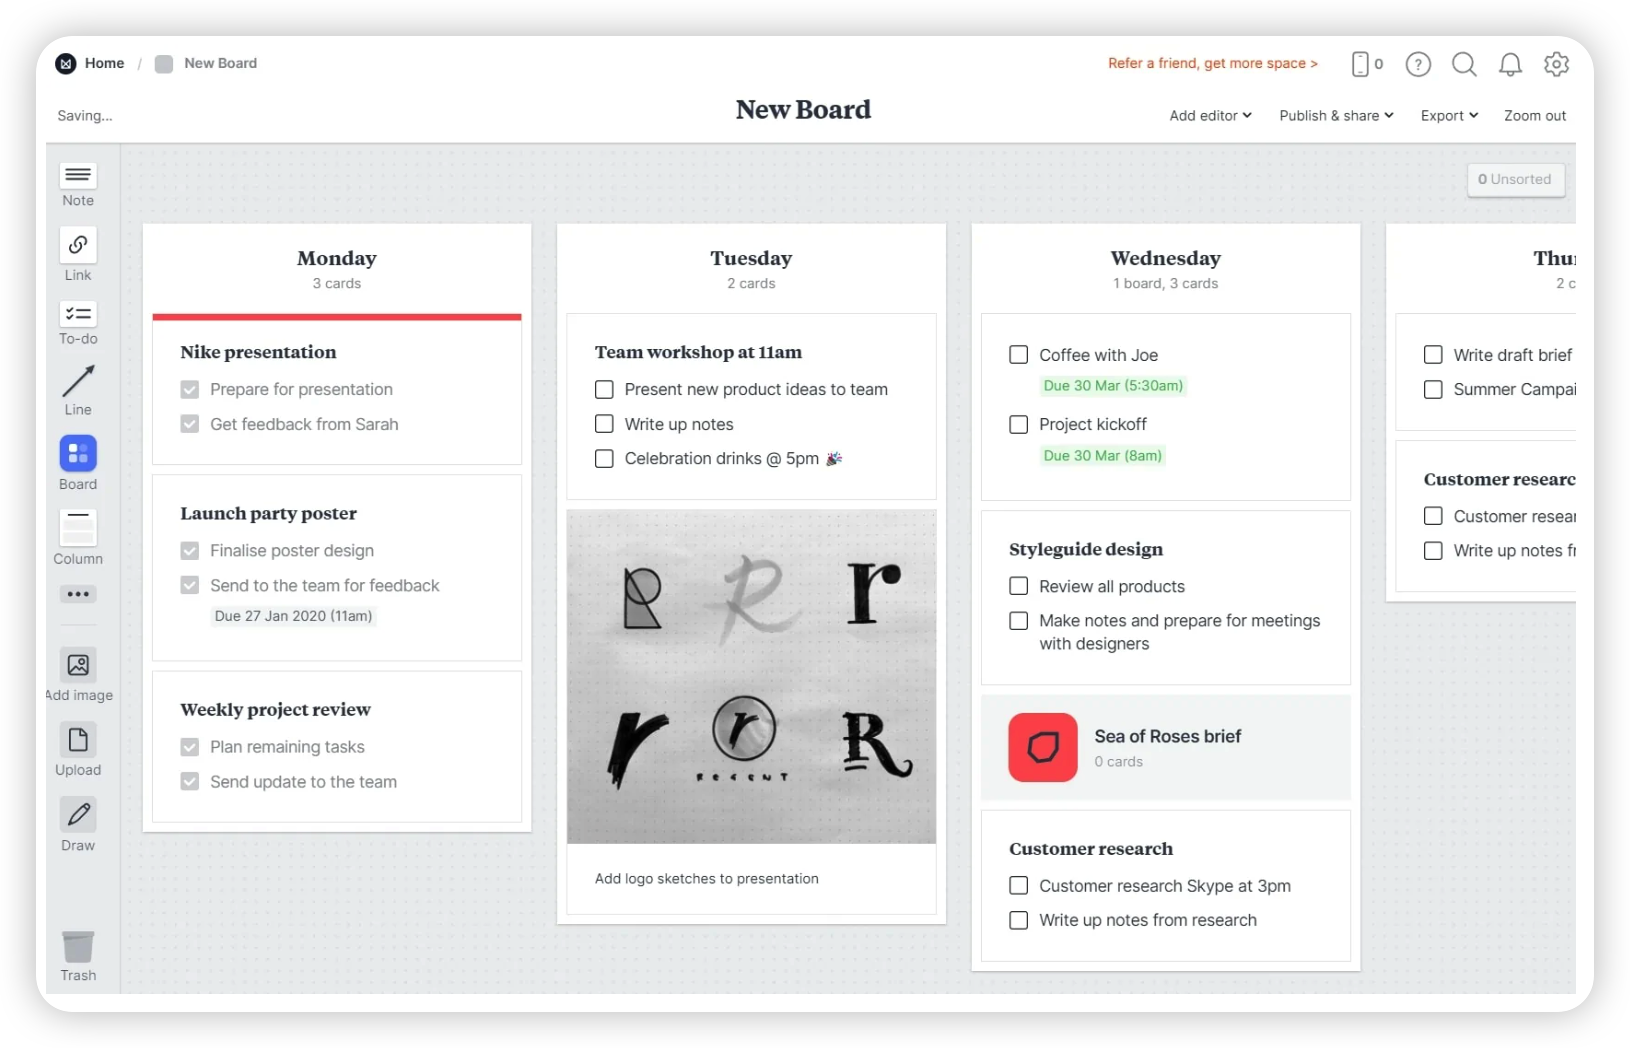 Home / New Board
Refer a friend, get more space >
0
Saving...
New Board
Add editor
Publish & share
Export
Zoom out
Note
Link
To-do
Line
Board
Column
Add image
Upload
Draw
Trash
0 Unsorted
Monday
3 cards
Nike presentation
Prepare for presentation
Get feedback from Sarah
Launch party poster
Finalise poster design
Send to the team for feedback
Due 27 Jan 2020 (11am)
Weekly project review
Plan remaining tasks
Send update to the team
Tuesday
2 cards
Team workshop at 11am
Present new product ideas to team
Write up notes
Celebration drinks @ 5pm 🎉
R R r
r r R
REGENT
Add logo sketches to presentation
Wednesday
1 board, 3 cards
Coffee with Joe
Due 30 Mar (5:30am)
Project kickoff
Due 30 Mar (8am)
Styleguide design
Review all products
Make notes and prepare for meetings
with designers
Sea of Roses brief
0 cards
Customer research
Customer research Skype at 3pm
Write up notes from research
Thu
2 c
Write draft brief
Summer Campai
Customer researc
Customer resear
Write up notes fr